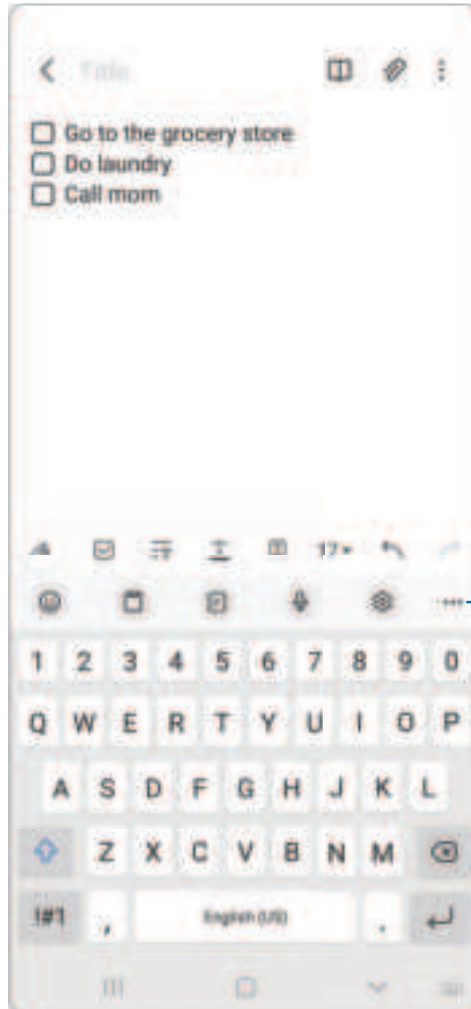 Title
Go to the grocery store
Do laundry
Call mom
17
1 2 3 4 5 6 7 8 9 0
Q W E R T Y U I O P
A S D F G H J K L
Z X C V B N M
!#1 , English (US) .